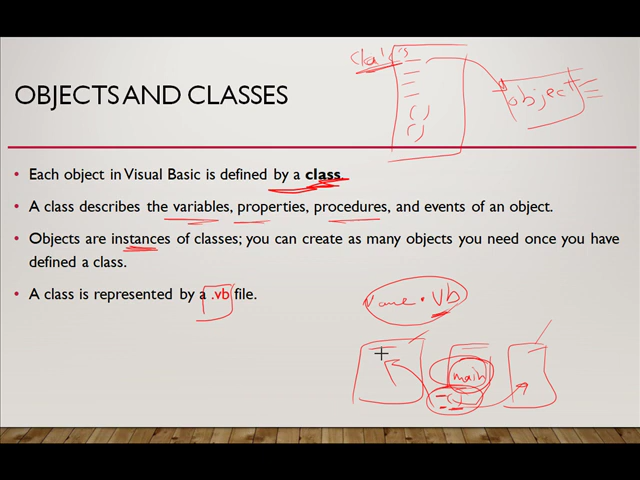 class
object
OBJECTS AND CLASSES
• Each object in Visual Basic is defined by a class.
• A class describes the variables, properties, procedures, and events of an object.
• Objects are instances of classes; you can create as many objects you need once you have
defined a class.
• A class is represented by a .vb file.
name.vb
main